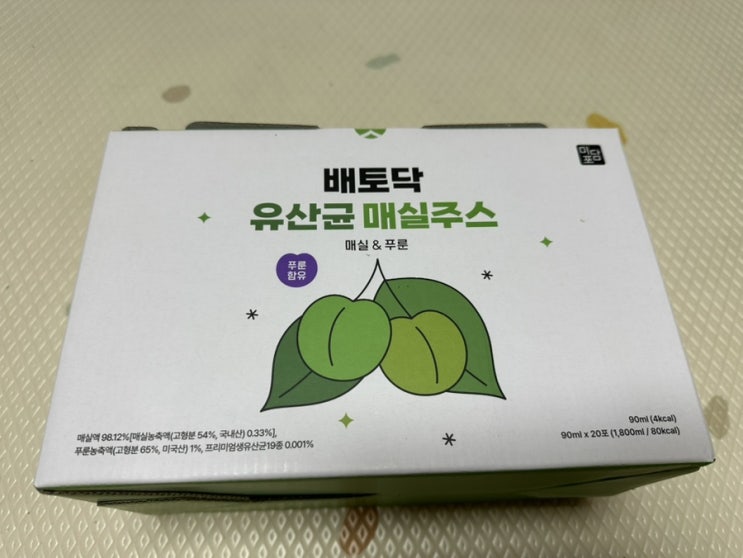 미담포
배토닥
유산균 매실주스
매실 & 푸룬
푸룬
함유
매실액 98.12%[매실농축액(고형분 54%, 국내산) 0.33%],
푸룬농축액(고형분 65%, 미국산) 1%, 프리미엄생유산균19종 0.001%
90ml (4kcal)
90ml x 20포 (1,800ml / 80kcal)